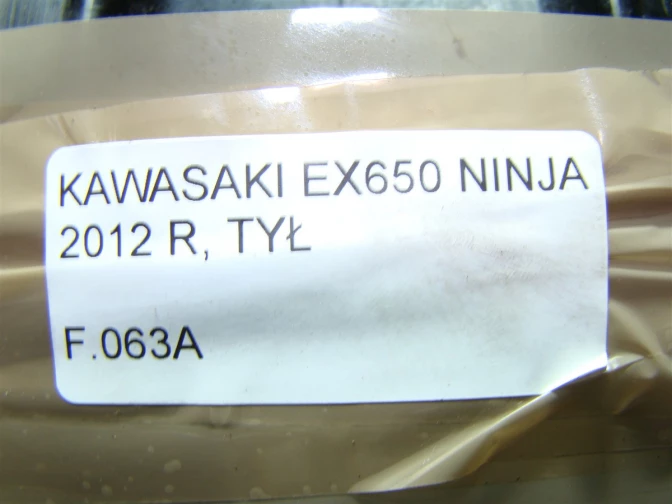 KAWASAKI EX650 NINJA
2012 R, TYŁ
F.063A